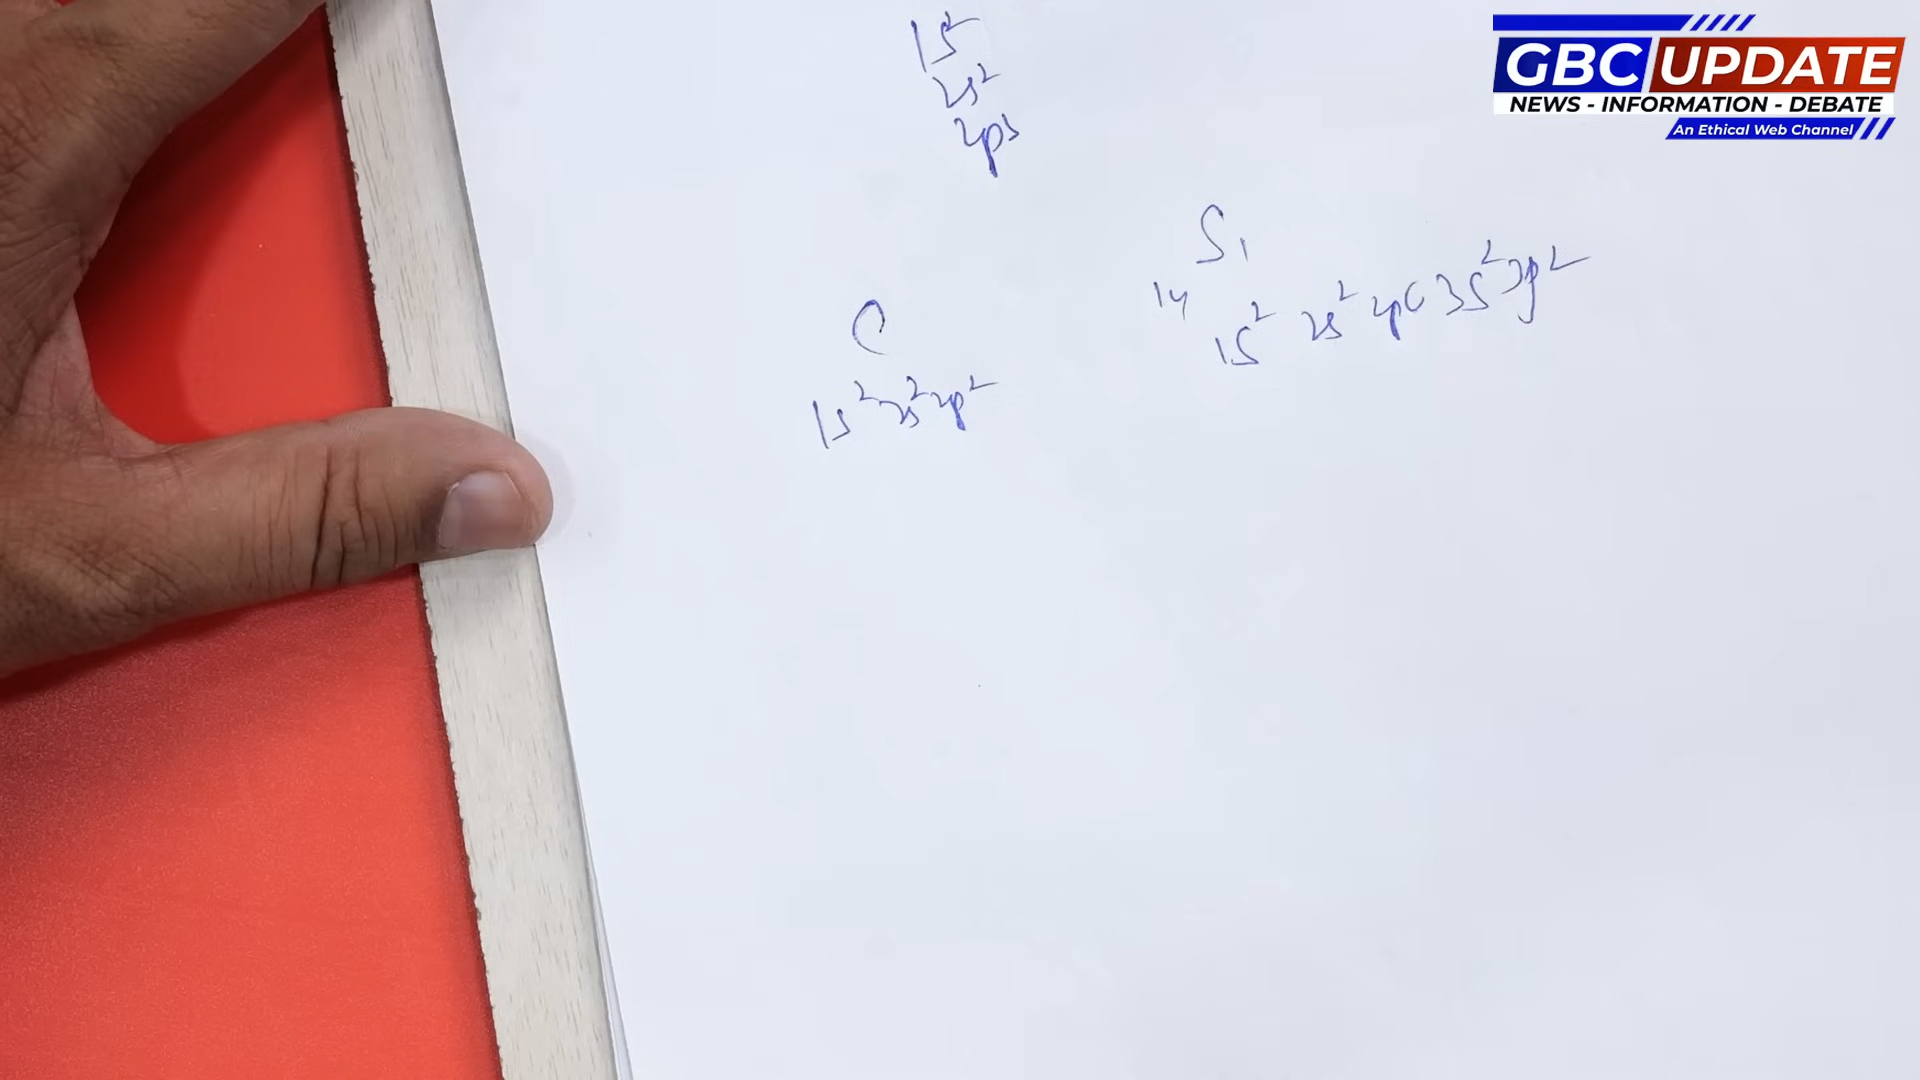 GBC UPDATE
NEWS - INFORMATION - DEBATE
An Ethical Web Channel
1s²
2s²
2p3
Si
14
1s² 2s² 2p6 3s² 3p²
C
1s² 2s² 2p²